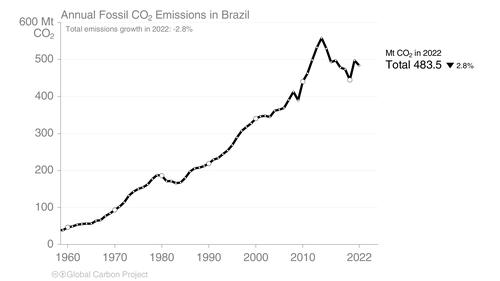 Annual Fossil CO₂ Emissions in Brazil
Total emissions growth in 2022: -2.8%
600 Mt
CO₂
500
400
300
200
100
0
1960
1970
1980
1990
2000
2010
2022
Mt CO₂ in 2022
Total 483.5 ▼ 2.8%
Global Carbon Project